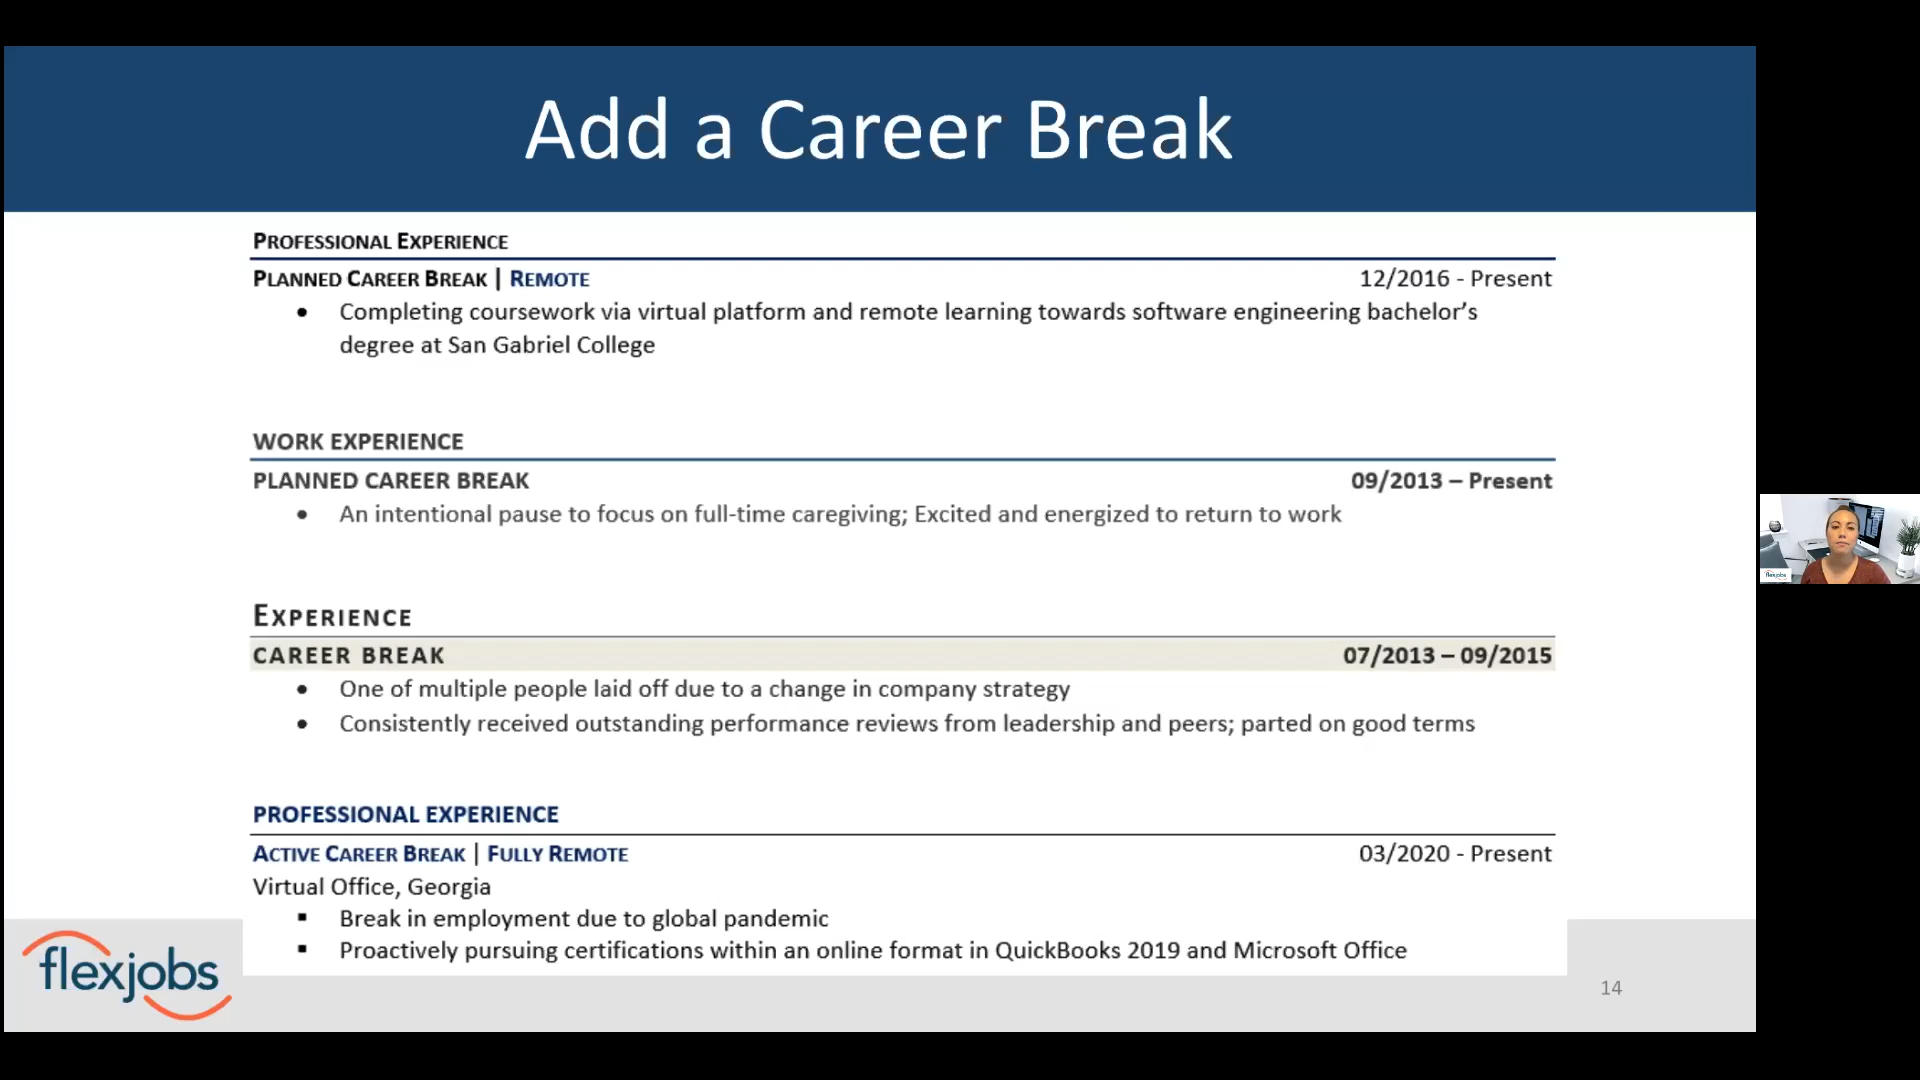 Add a Career Break
PROFESSIONAL EXPERIENCE
PLANNED CAREER BREAK | REMOTE 12/2016 - Present
• Completing coursework via virtual platform and remote learning towards software engineering bachelor’s
degree at San Gabriel College
WORK EXPERIENCE
PLANNED CAREER BREAK 09/2013 – Present
• An intentional pause to focus on full-time caregiving; Excited and energized to return to work
EXPERIENCE
CAREER BREAK 07/2013 – 09/2015
• One of multiple people laid off due to a change in company strategy
• Consistently received outstanding performance reviews from leadership and peers; parted on good terms
PROFESSIONAL EXPERIENCE
ACTIVE CAREER BREAK | FULLY REMOTE 03/2020 - Present
Virtual Office, Georgia
▪ Break in employment due to global pandemic
▪ Proactively pursuing certifications within an online format in QuickBooks 2019 and Microsoft Office
flexjobs
14
flexjobs